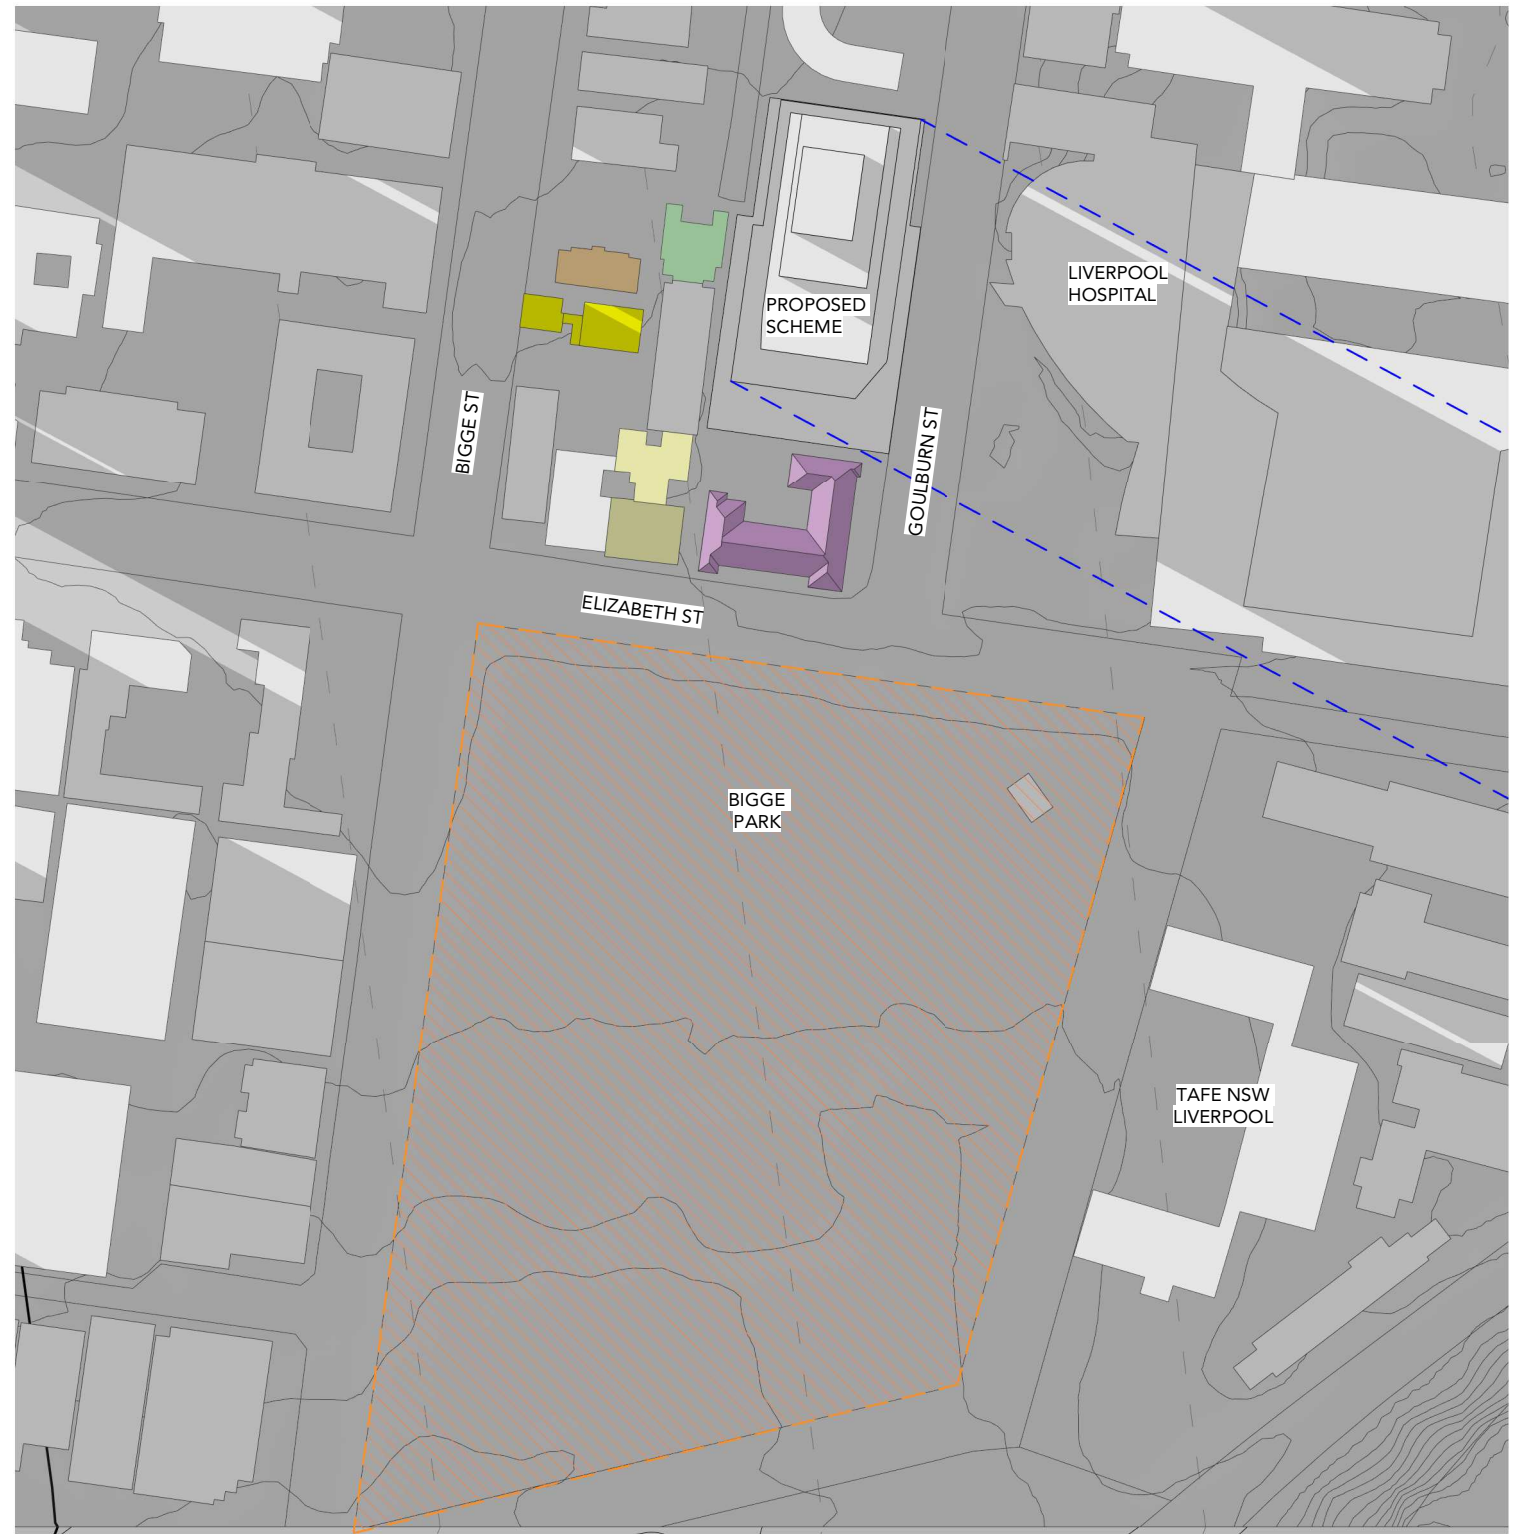 LIVERPOOL
HOSPITAL
PROPOSED
SCHEME
BIGGE ST
GOULBURN ST
ELIZABETH ST
BIGGE
PARK
TAFE NSW
LIVERPOOL